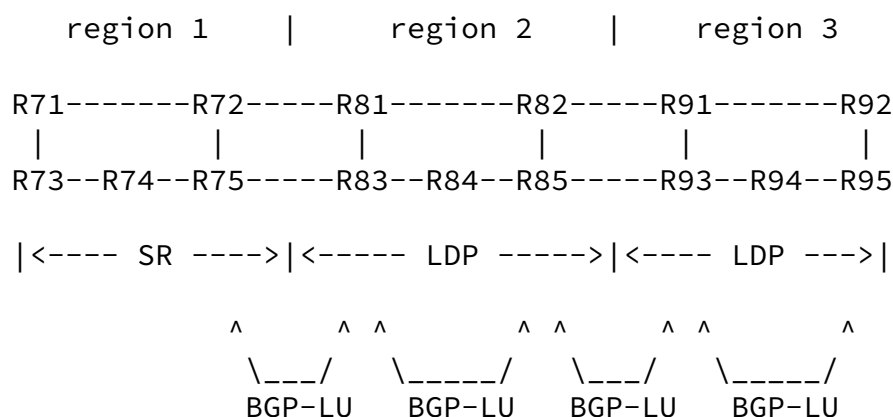 region 1    |      region 2      |    region 3
R71-------R72-----R81-------R82-----R91-------R92
 |         |       |         |       |         |
R73--R74--R75-----R83--R84--R85-----R93--R94--R95
|<---- SR ---->|<----- LDP ----->|<---- LDP --->|
^     ^ ^       ^ ^     ^ ^       ^
\___/   \_____/   \___/   \_____/
BGP-LU  BGP-LU   BGP-LU   BGP-LU